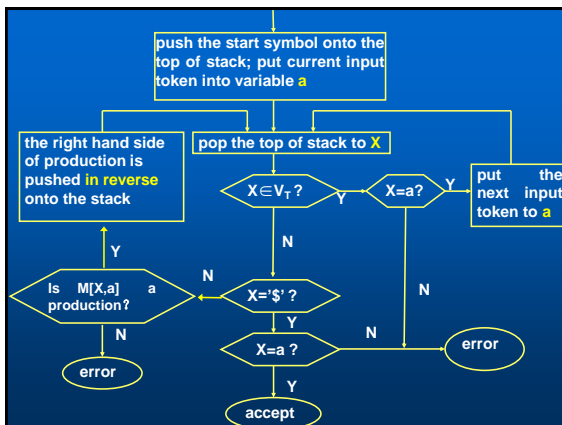 push the start symbol onto the
top of stack; put current input
token into variable a
the right hand side
of production is
pushed in reverse
onto the stack
pop the top of stack to X
put the
next input
token to a
X∈VT ?
Y
X=a?
Y
N
Y
N
N
Is M[X,a] a
production?
X='$' ?
Y
N
X=a ?
N
error
error
Y
accept